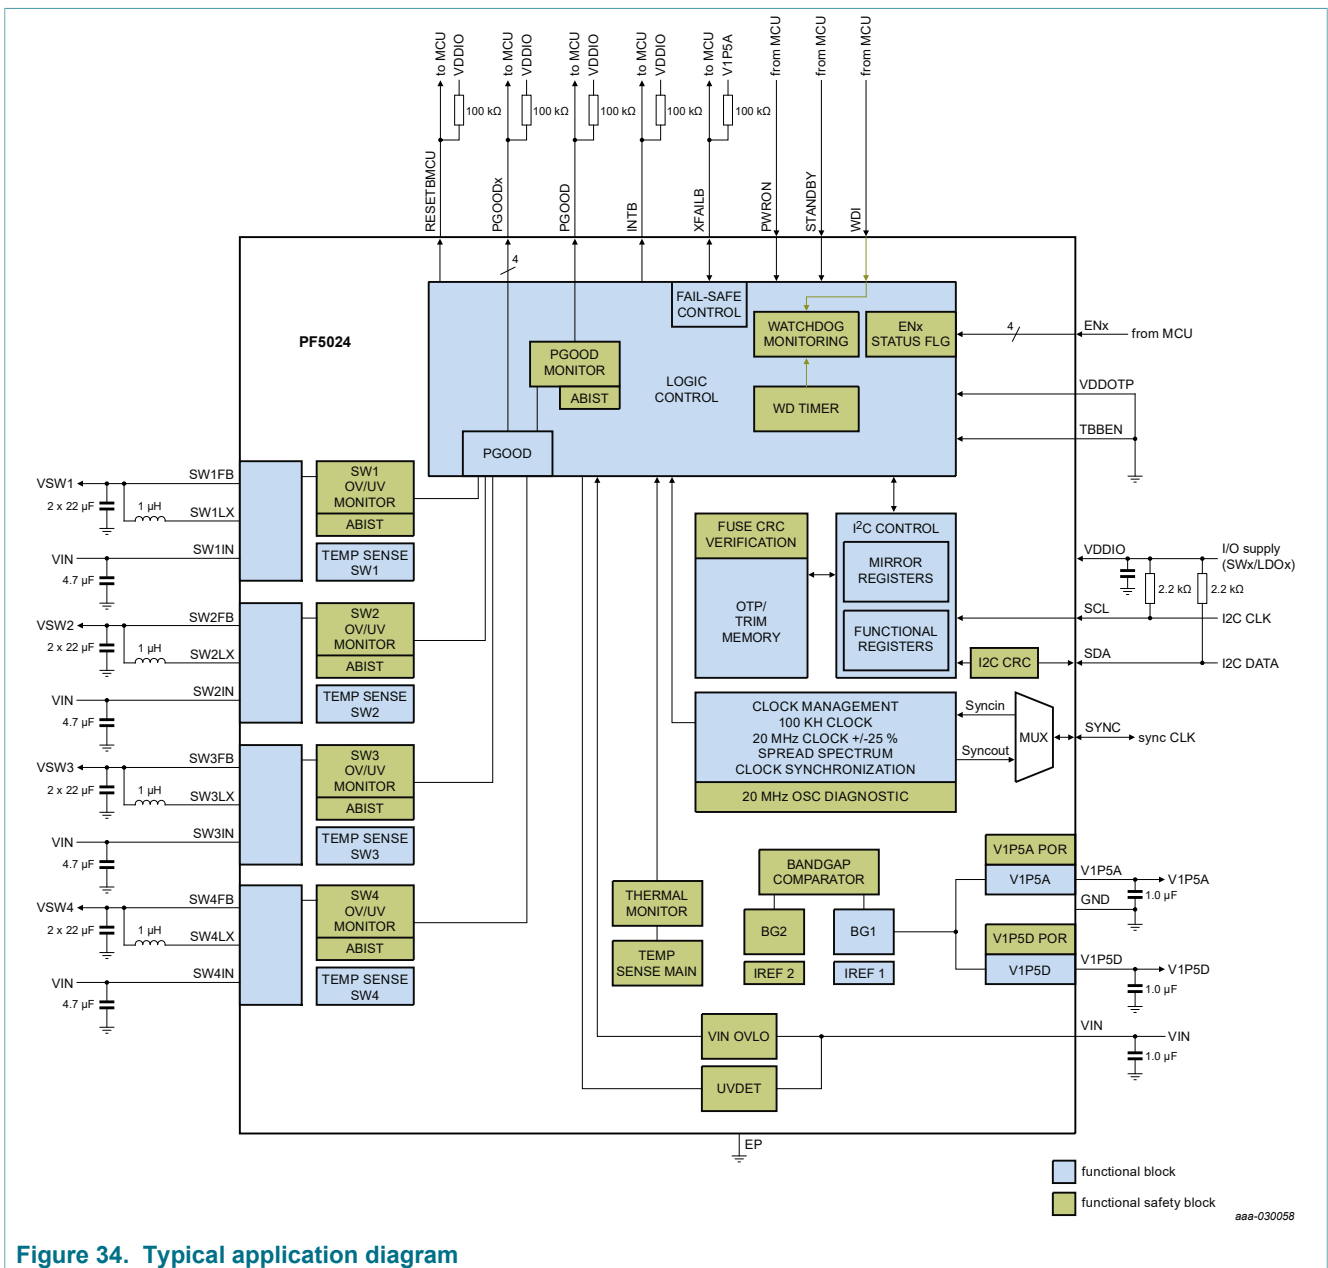 to MCU
VDDIO
to MCU
VDDIO
to MCU
VDDIO
to MCU
VDDIO
to MCU
V1P5A
from MCU
from MCU
from MCU
100 kΩ
100 kΩ
100 kΩ
100 kΩ
100 kΩ
RESETBMCU
PGOODx
PGOOD
INTB
XFAILB
PWRON
STANDBY
WDI
4
PF5024
FAIL-SAFE
CONTROL
WATCHDOG
MONITORING
ENx
STATUS FLG
4
ENx
from MCU
PGOOD
MONITOR
ABIST
LOGIC
CONTROL
WD TIMER
VDDOTP
TBBEN
PGOOD
VSW1
2 x 22 µF
1 µH
SW1FB
SW1LX
SW1
OV/UV
MONITOR
ABIST
VIN
4.7 µF
SW1IN
TEMP SENSE
SW1
VSW2
2 x 22 µF
1 µH
SW2FB
SW2LX
SW2
OV/UV
MONITOR
ABIST
VIN
4.7 µF
SW2IN
TEMP SENSE
SW2
VSW3
2 x 22 µF
1 µH
SW3FB
SW3LX
SW3
OV/UV
MONITOR
ABIST
VIN
4.7 µF
SW3IN
TEMP SENSE
SW3
VSW4
2 x 22 µF
1 µH
SW4FB
SW4LX
SW4
OV/UV
MONITOR
ABIST
VIN
4.7 µF
SW4IN
TEMP SENSE
SW4
FUSE CRC
VERIFICATION
OTP/
TRIM
MEMORY
I2C CONTROL
MIRROR
REGISTERS
FUNCTIONAL
REGISTERS
I2C CRC
VDDIO
I/O supply
(SWx/LDOx)
2.2 kΩ
2.2 kΩ
SCL
I2C CLK
SDA
I2C DATA
CLOCK MANAGEMENT
100 KH CLOCK
20 MHz CLOCK +/-25 %
SPREAD SPECTRUM
CLOCK SYNCHRONIZATION
20 MHz OSC DIAGNOSTIC
Syncin
Syncout
MUX
SYNC
sync CLK
THERMAL
MONITOR
TEMP
SENSE MAIN
BANDGAP
COMPARATOR
BG2
BG1
IREF 2
IREF 1
V1P5A POR
V1P5A
V1P5A
V1P5A
1.0 µF
GND
V1P5D POR
V1P5D
V1P5D
V1P5D
1.0 µF
VIN OVLO
UVDET
VIN
VIN
1.0 µF
EP
functional block
functional safety block
aaa-030058
Figure 34. Typical application diagram